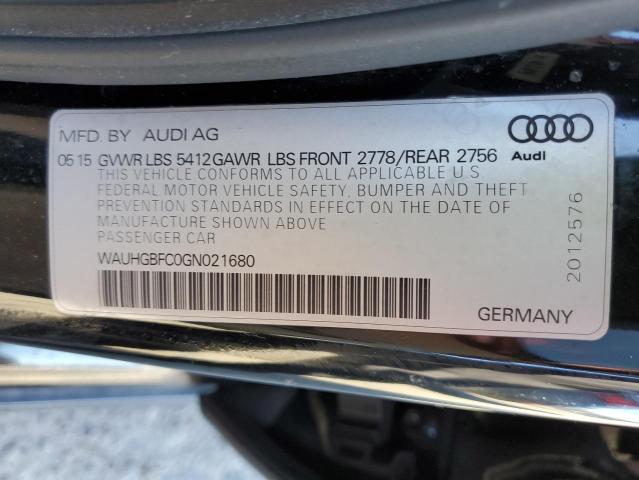 MFD. BY AUDI AG
05 15 GVWR LBS 5412 GAWR LBS FRONT 2778/REAR 2756
THIS VEHICLE CONFORMS TO ALL APPLICABLE U.S
FEDERAL MOTOR VEHICLE SAFETY, BUMPER AND THEFT
PREVENTION STANDARDS IN EFFECT ON THE DATE OF
MANUFACTURE SHOWN ABOVE
PASSENGER CAR
WAUHGBFC0GN021680
Audi
2012576
GERMANY